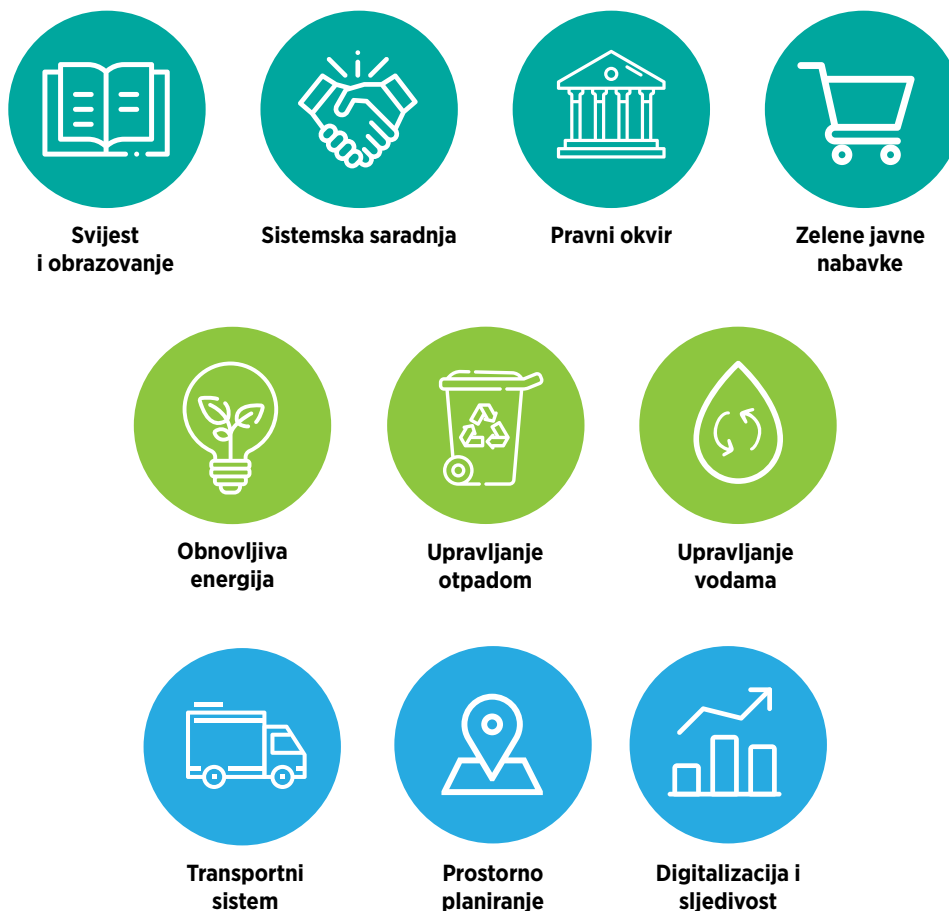 Svijest
i obrazovanje
Sistemska saradnja
Pravni okvir
Zelene javne
nabavke
Obnovljiva
energija
Upravljanje
otpadom
Upravljanje
vodama
Transportni
sistem
Prostorno
planiranje
Digitalizacija i
sljedivost